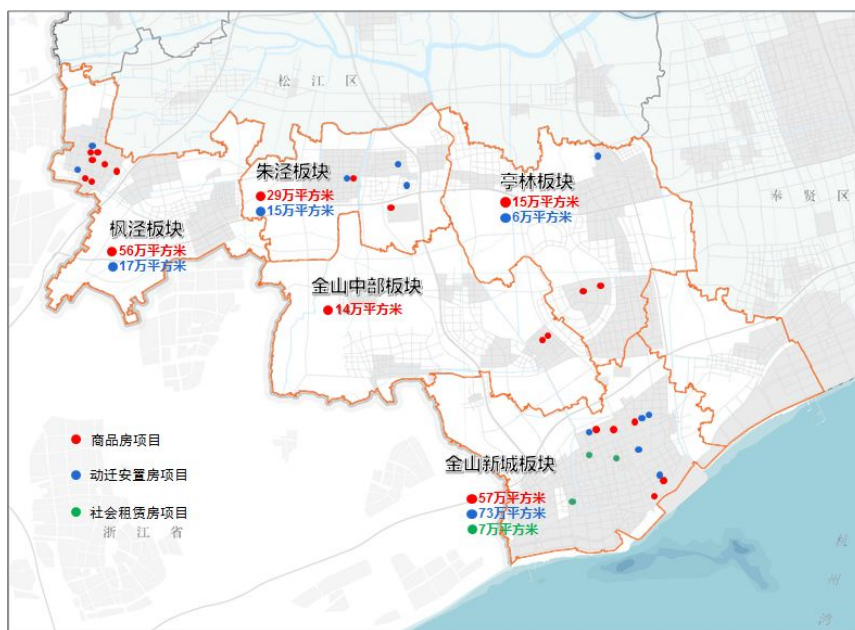 松江区
朱泾板块
29万平方米
15万平方米
亭林板块
15万平方米
6万平方米
奉贤区
枫泾板块
56万平方米
17万平方米
金山中部板块
14万平方米
商品房项目
动迁安置房项目
社会租赁房项目
浙江省
金山新城板块
57万平方米
73万平方米
7万平方米
杭州湾